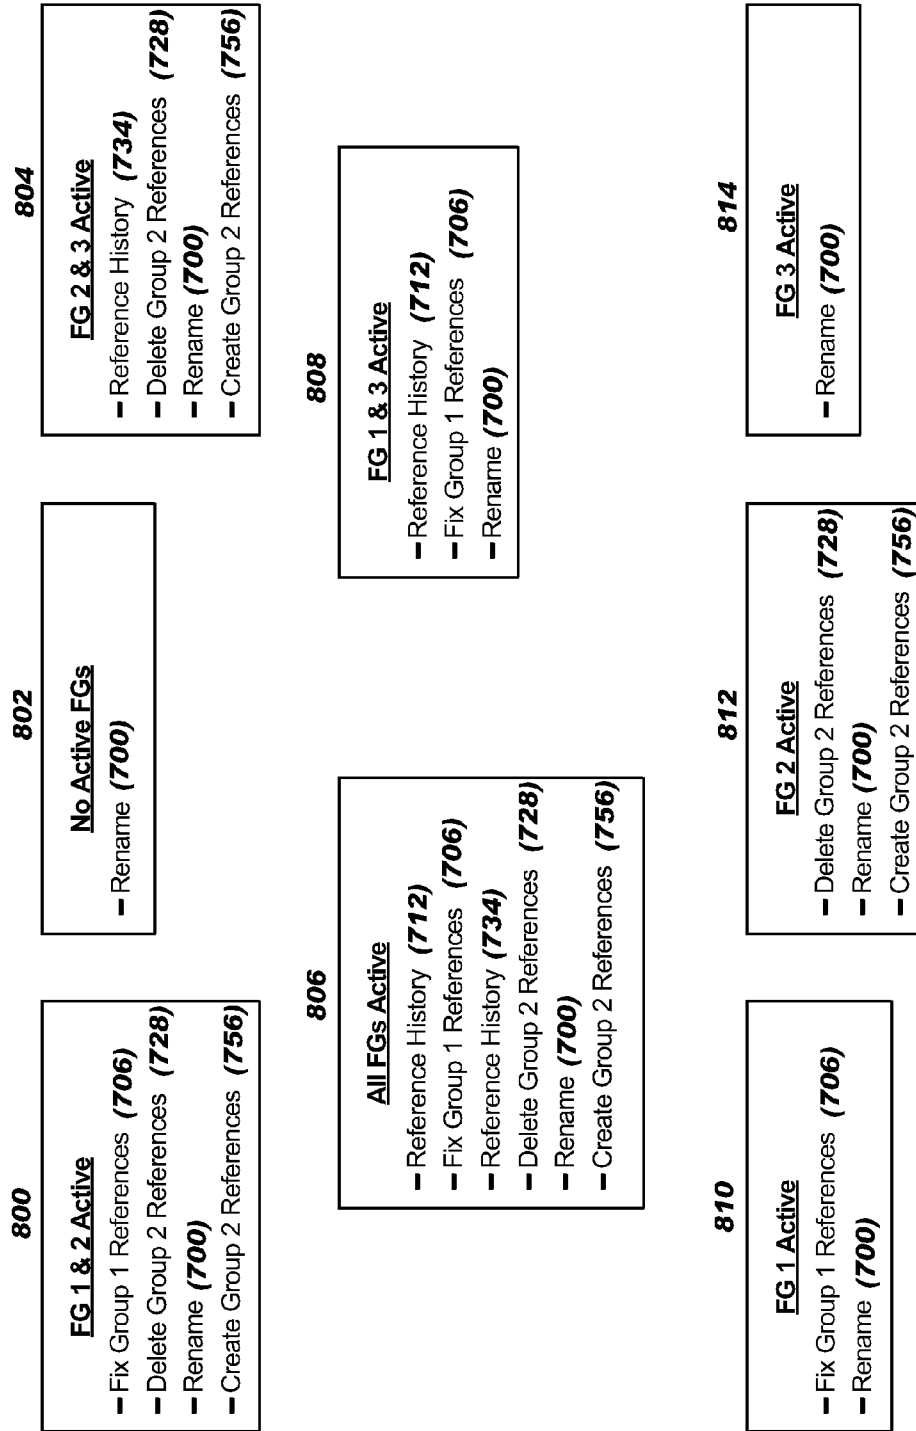 800
FG 1 & 2 Active
– Fix Group 1 References (706)
– Delete Group 2 References (728)
– Rename (700)
– Create Group 2 References (756)
802
No Active FGs
– Rename (700)
804
FG 2 & 3 Active
– Reference History (734)
– Delete Group 2 References (728)
– Rename (700)
– Create Group 2 References (756)
806
All FGs Active
– Reference History (712)
– Fix Group 1 References (706)
– Reference History (734)
– Delete Group 2 References (728)
– Rename (700)
– Create Group 2 References (756)
808
FG 1 & 3 Active
– Reference History (712)
– Fix Group 1 References (706)
– Rename (700)
810
FG 1 Active
– Fix Group 1 References (706)
– Rename (700)
812
FG 2 Active
– Delete Group 2 References (728)
– Rename (700)
– Create Group 2 References (756)
814
FG 3 Active
– Rename (700)